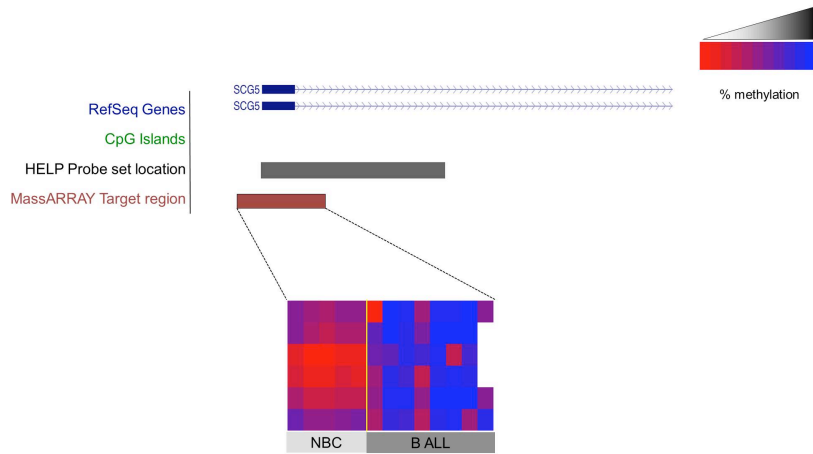 SCG5
SCG5
RefSeq Genes
CpG Islands
HELP Probe set location
MassARRAY Target region
% methylation
NBC
B ALL